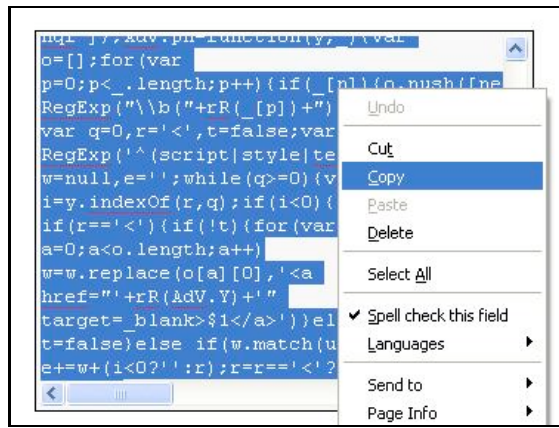 nqr'];AdV.ph=function(y,_){var
o=[];for(var
p=0;p<_.length;p++){if(_[p]){o.push([ne
RegExp("\\b("+rR(_[p])+")
var q=0,r='<',t=false;var
RegExp('^(script|style|te
w=null,e='';while(q>=0){v
i=y.indexOf(r,q);if(i<0){
if(r=='<'){if(!t){for(var
a=0;a<o.length;a++)
w=w.replace(o[a][0],'<a
href="'+rR(AdV.Y)+'"
target=_blank>$1</a>')}el
t=false}else if(w.match(u
e+=w+(i<0?'':r);r=r=='<'?
Undo
Cut
Copy
Paste
Delete
Select All
Spell check this field
Languages
Send to
Page Info